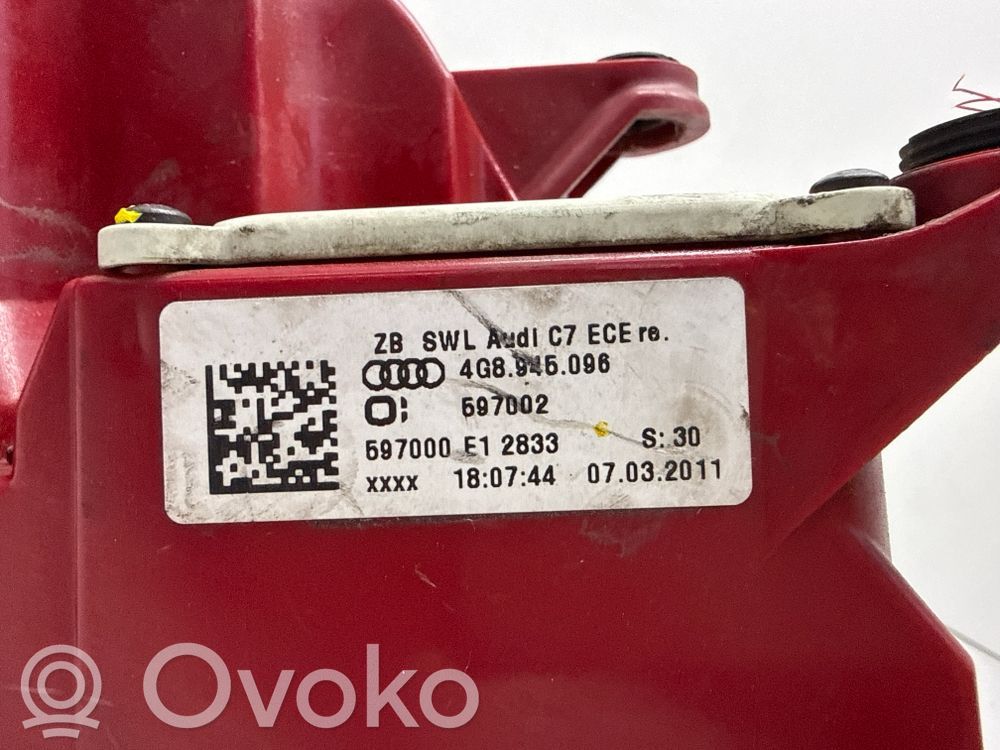 ZB SWL Audi C7 ECE re.
4G8.945.096
597002
597000 E1 2833 S: 30
xxxx 18:07:44 07.03.2011
Ovoko